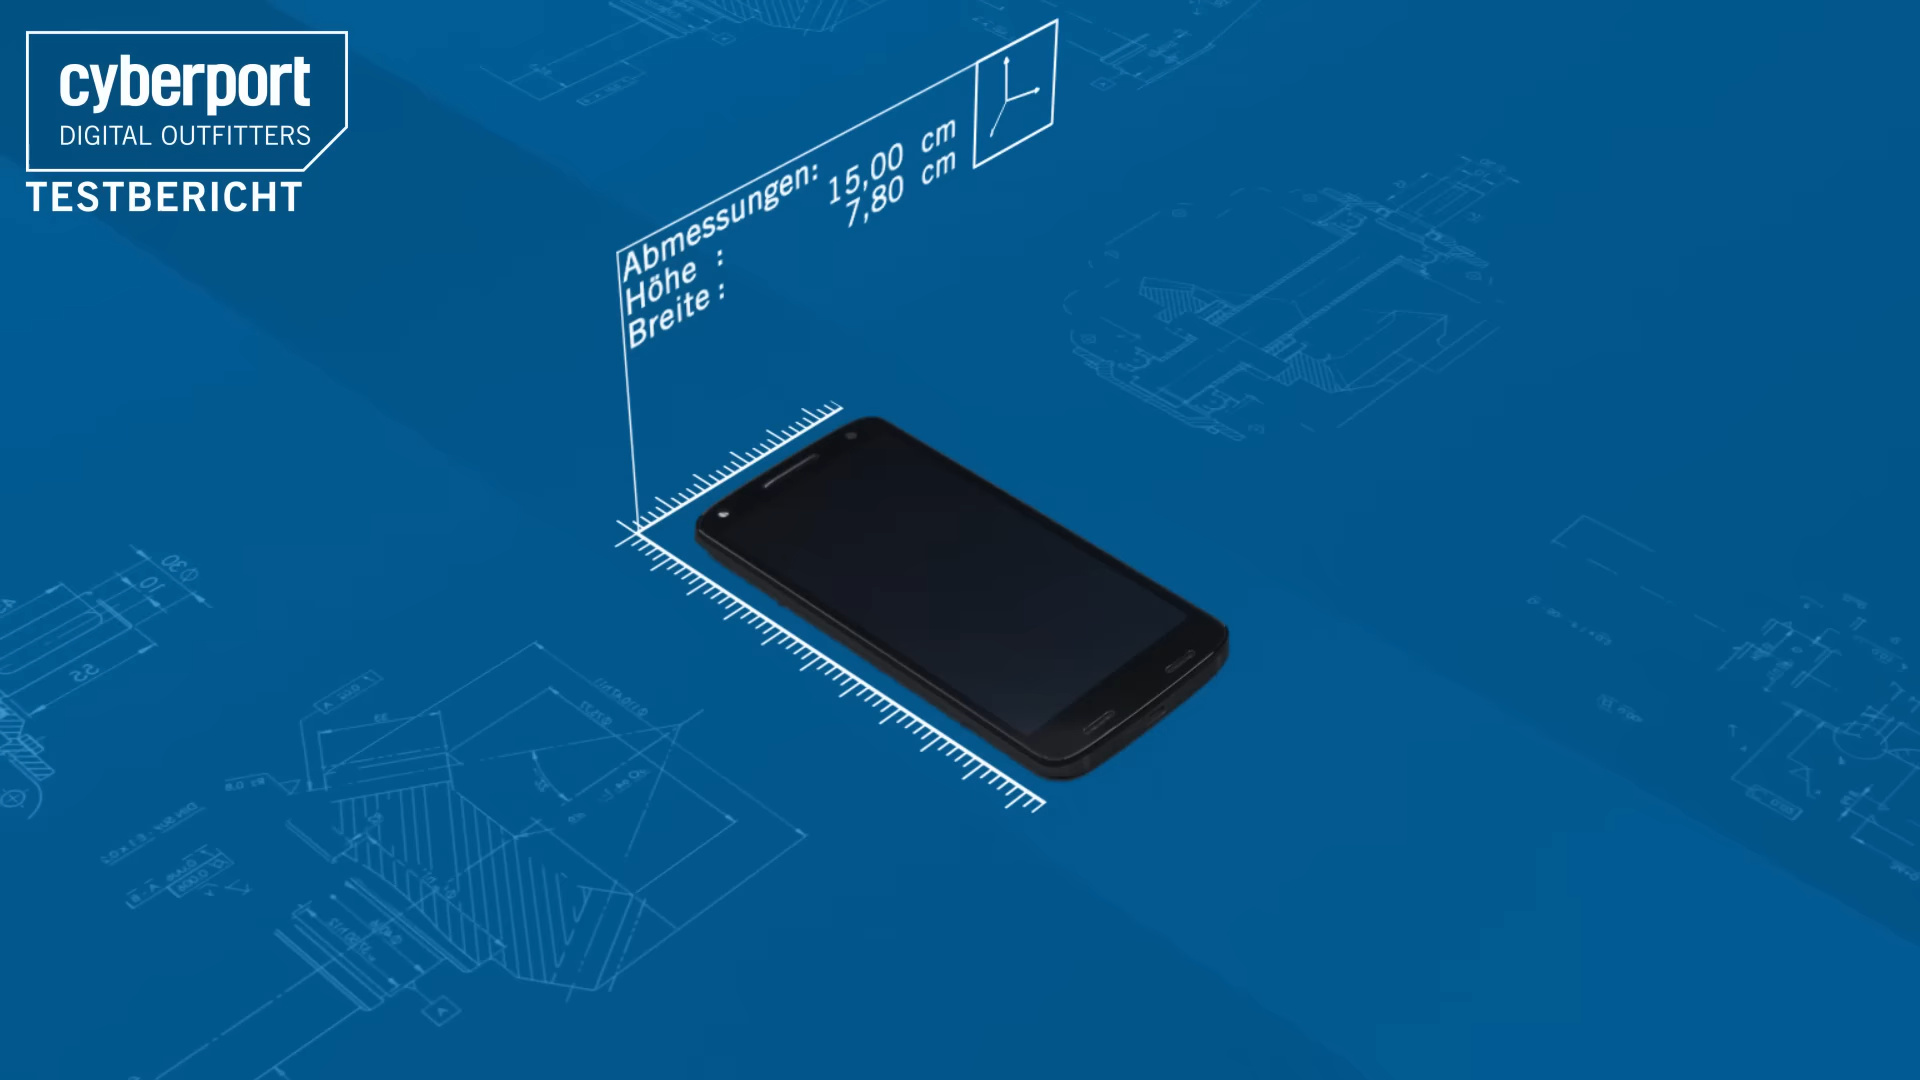 cyberport
DIGITAL OUTFITTERS
TESTBERICHT
Abmessungen:
Höhe : 15,00 cm
Breite: 7,80 cm